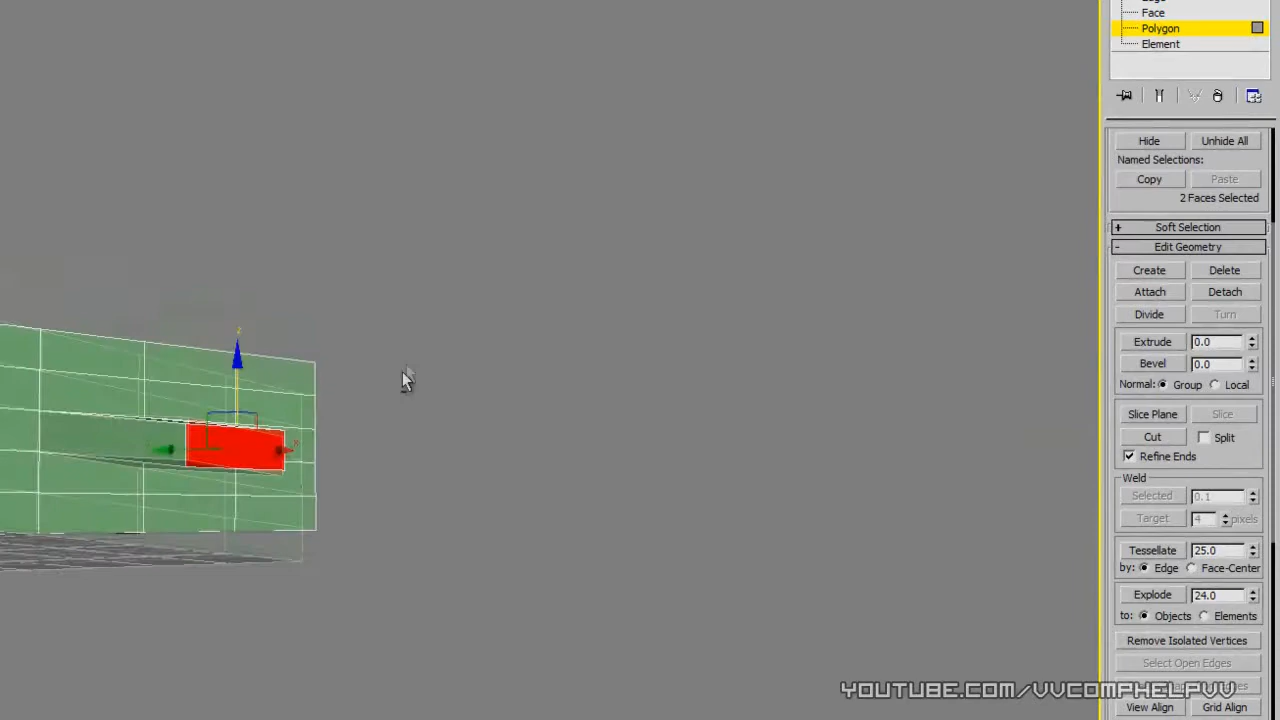 Face
Polygon
Element
Hide Unhide All
Named Selections:
Copy Paste
2 Faces Selected
+ Soft Selection
- Edit Geometry
Create Delete
Attach Detach
Divide Turn
Extrude 0.0
Bevel 0.0
Normal: Group Local
Slice Plane Slice
Cut Split
Refine Ends
Weld
Selected 0.1
Target 4 pixels
Tessellate 25.0
by: Edge Face-Center
Explode 24.0
to: Objects Elements
Remove Isolated Vertices
Select Open Edges
YOUTUBE.COM/VVCOMPHELPVV
View Align Grid Align
z
x